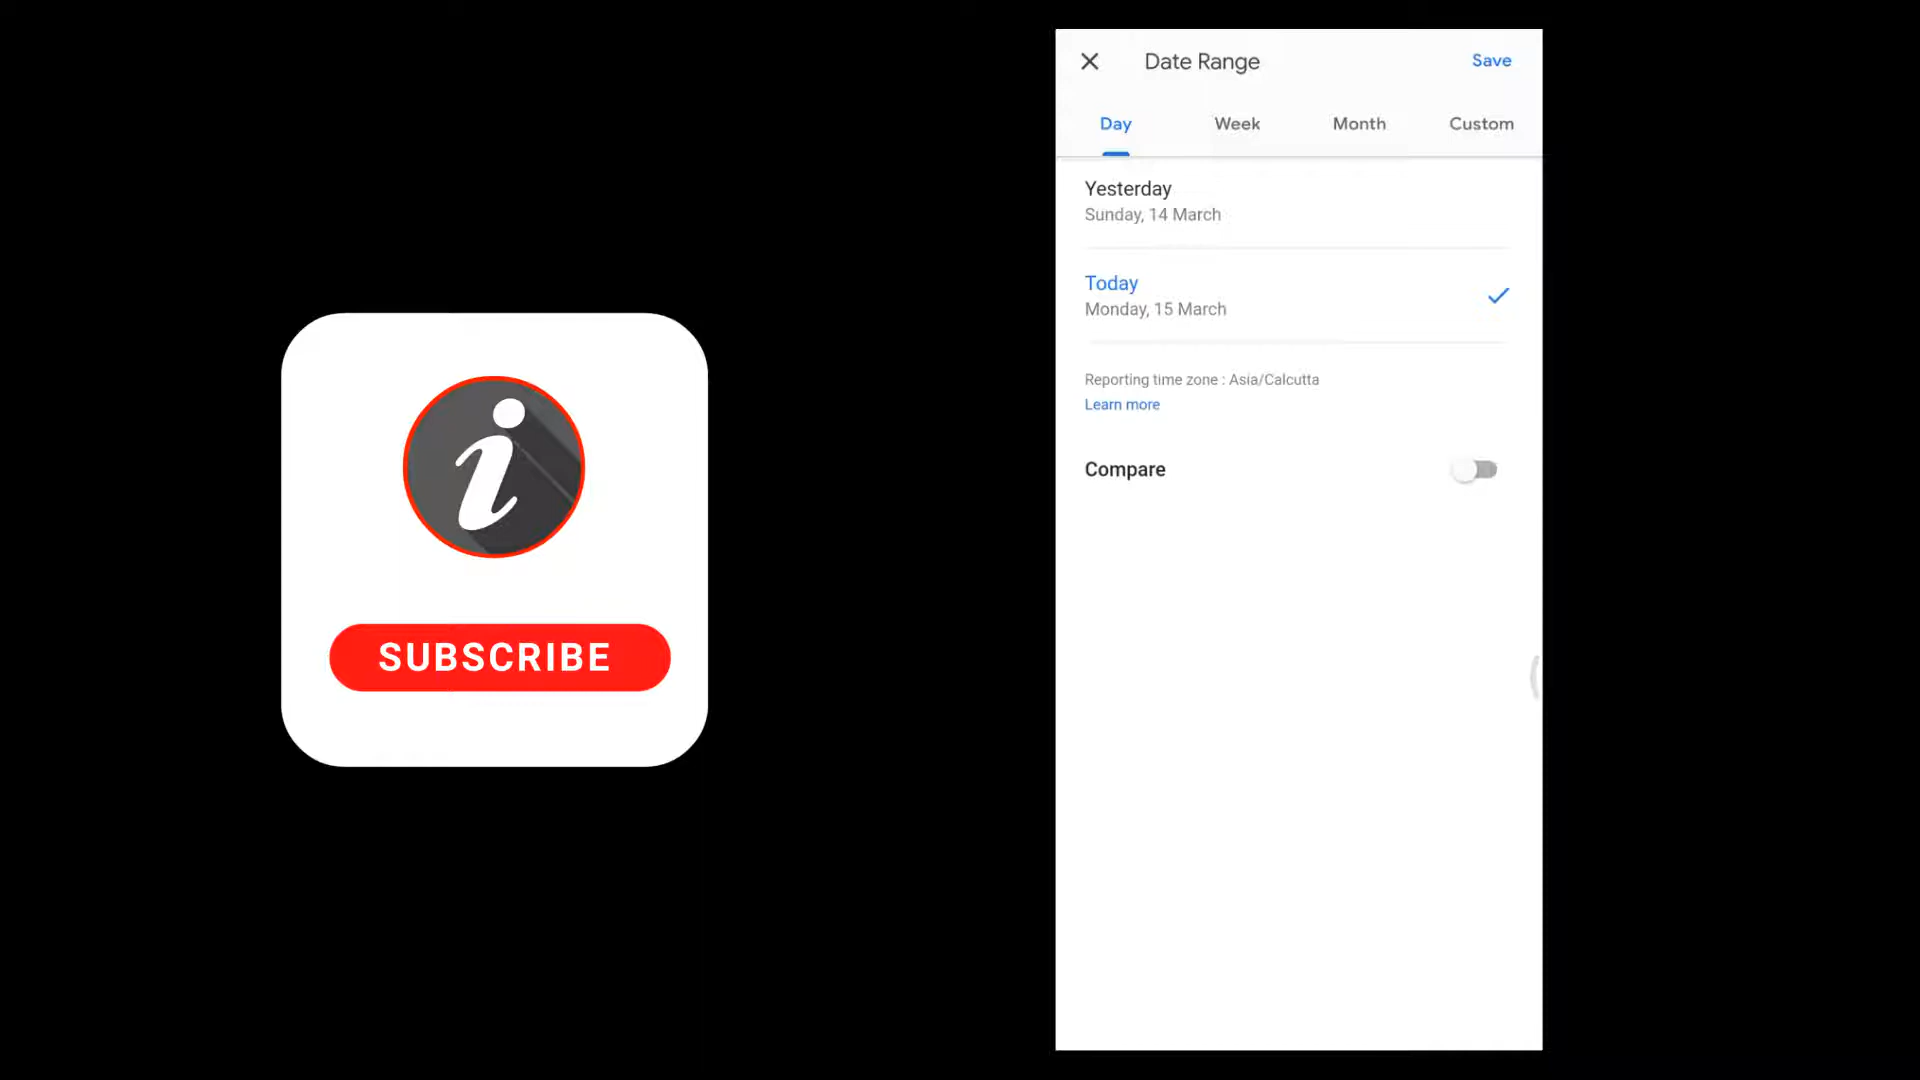 i
SUBSCRIBE
Date Range
Save
Day
Week
Month
Custom
Yesterday
Sunday, 14 March
Today
Monday, 15 March
Reporting time zone : Asia/Calcutta
Learn more
Compare